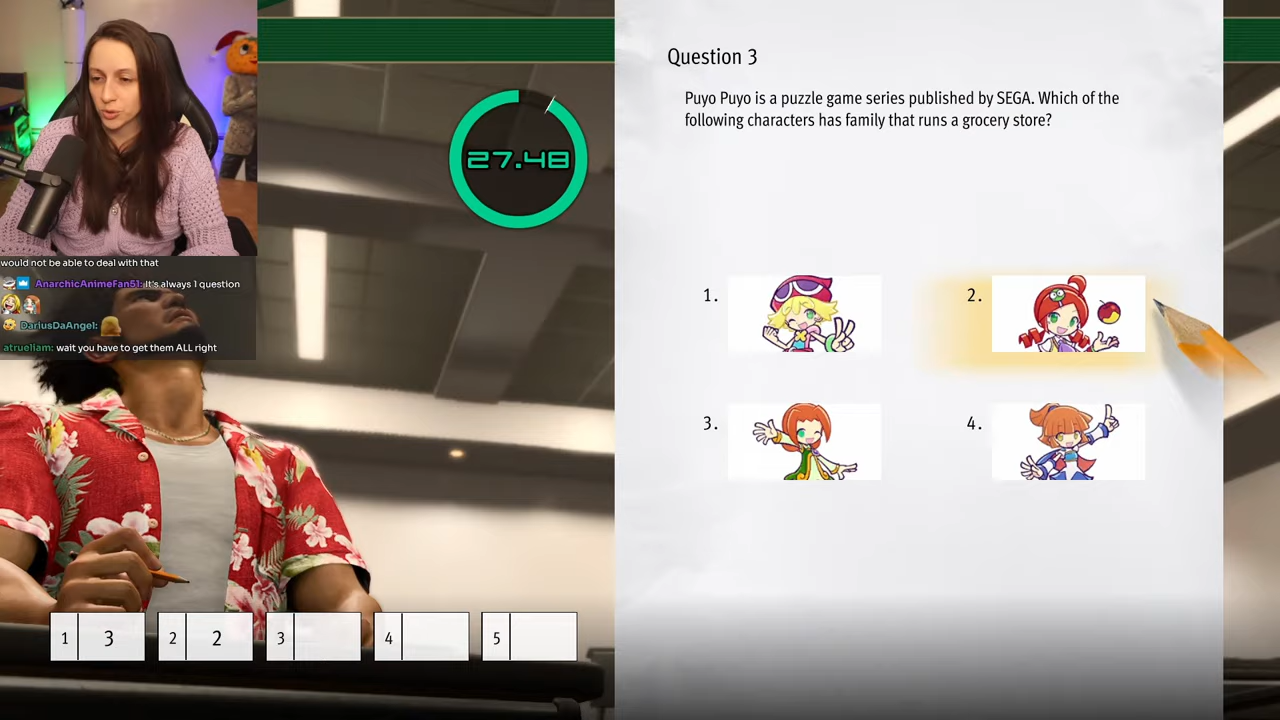 would not be able to deal with that
AnarchicAnimeFan51: It's always 1 question
DariusDaAngel:
atrueliam: wait you have to get them ALL right
27.48
Question 3
Puyo Puyo is a puzzle game series published by SEGA. Which of the
following characters has family that runs a grocery store?
1.
2.
3.
4.
1 3
2 2
3
4
5